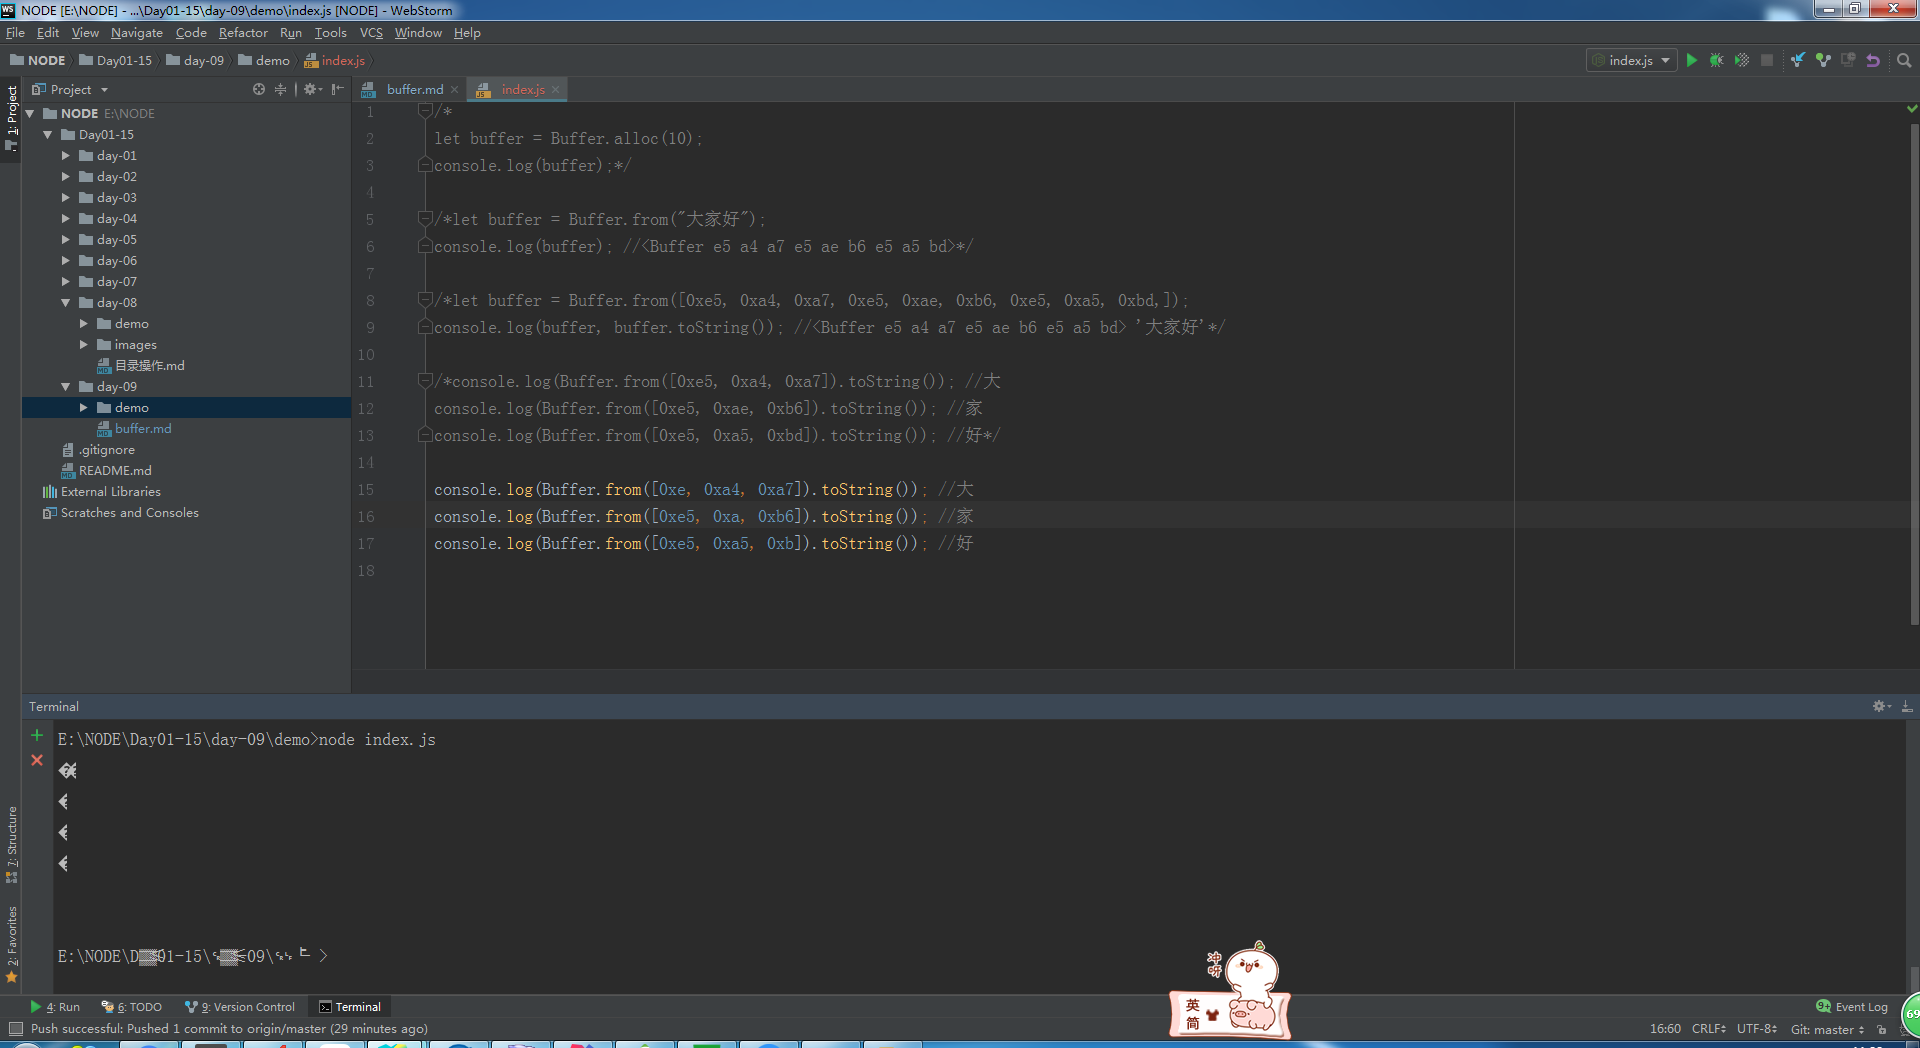 NODE [E:\NODE] - ...\Day01-15\day-09\demo\index.js [NODE] - WebStorm
File Edit View Navigate Code Refactor Run Tools VCS Window Help
NODE Day01-15 day-09 demo index.js
index.js
Project
buffer.md index.js
1: Project
NODE E:\NODE
Day01-15
day-01
day-02
day-03
day-04
day-05
day-06
day-07
day-08
demo
images
目录操作.md
day-09
demo
buffer.md
.gitignore
README.md
External Libraries
Scratches and Consoles
1 /*
2 let buffer = Buffer.alloc(10);
3 console.log(buffer);*/
4
5 /*let buffer = Buffer.from("大家好");
6 console.log(buffer); //<Buffer e5 a4 a7 e5 ae b6 e5 a5 bd>*/
7
8 /*let buffer = Buffer.from([0xe5, 0xa4, 0xa7, 0xe5, 0xae, 0xb6, 0xe5, 0xa5, 0xbd,]);
9 console.log(buffer, buffer.toString()); //<Buffer e5 a4 a7 e5 ae b6 e5 a5 bd> '大家好'*/
10
11 /*console.log(Buffer.from([0xe5, 0xa4, 0xa7]).toString()); //大
12 console.log(Buffer.from([0xe5, 0xae, 0xb6]).toString()); //家
13 console.log(Buffer.from([0xe5, 0xa5, 0xbd]).toString()); //好*/
14
15 console.log(Buffer.from([0xe, 0xa4, 0xa7]).toString()); //大
16 console.log(Buffer.from([0xe5, 0xa, 0xb6]).toString()); //家
17 console.log(Buffer.from([0xe5, 0xa5, 0xb]).toString()); //好
18
Terminal
E:\NODE\Day01-15\day-09\demo>node index.js
��
�
�
�
E:\NODE\D 01-15\ 09\ >
7: Structure
2: Favorites
冲呀
英
简
4: Run 6: TODO 9: Version Control Terminal
9+ Event Log
69
Push successful: Pushed 1 commit to origin/master (29 minutes ago)
16:60 CRLF UTF-8 Git: master